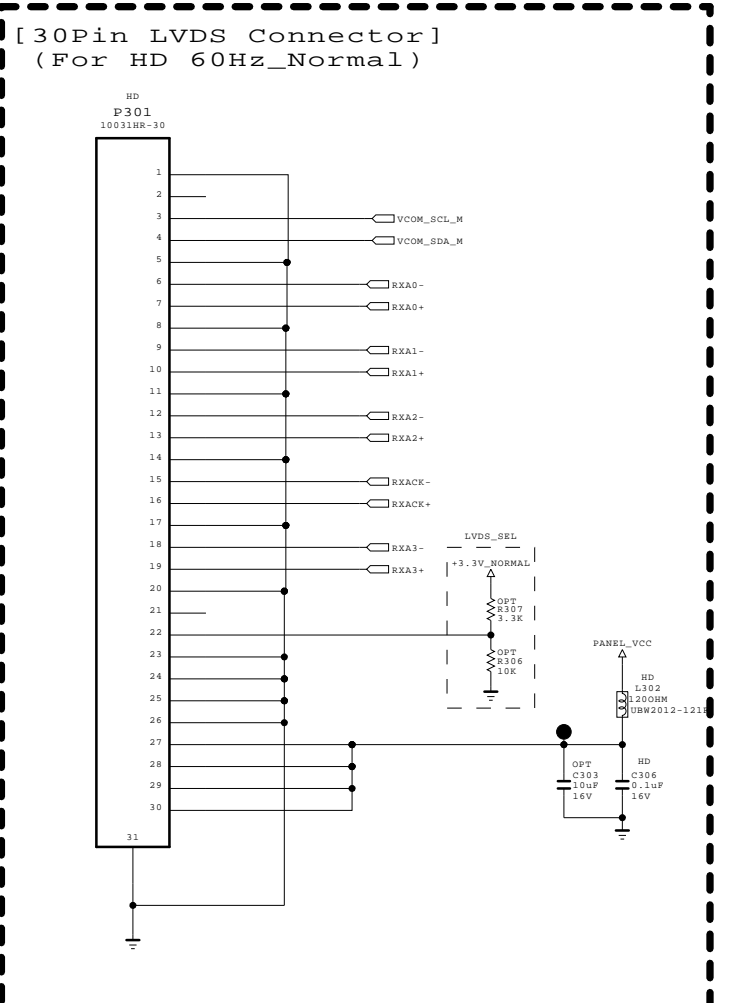 [30Pin LVDS Connector]
(For HD 60Hz_Normal)
HD
P301
10031HR-30
1
2
3
VCOM_SCL_M
4
VCOM_SDA_M
5
6
RXA0-
7
RXA0+
8
9
RXA1-
10
RXA1+
11
12
RXA2-
13
RXA2+
14
15
RXACK-
16
RXACK+
17
18
RXA3-
19
RXA3+
20
21
22
23
24
25
26
27
28
29
30
31
LVDS_SEL
+3.3V_NORMAL
OPT
R307
3.3K
OPT
R306
10K
PANEL_VCC
HD
L302
120OHM
UBW2012-121F
OPT
C303
10uF
16V
HD
C306
0.1uF
16V